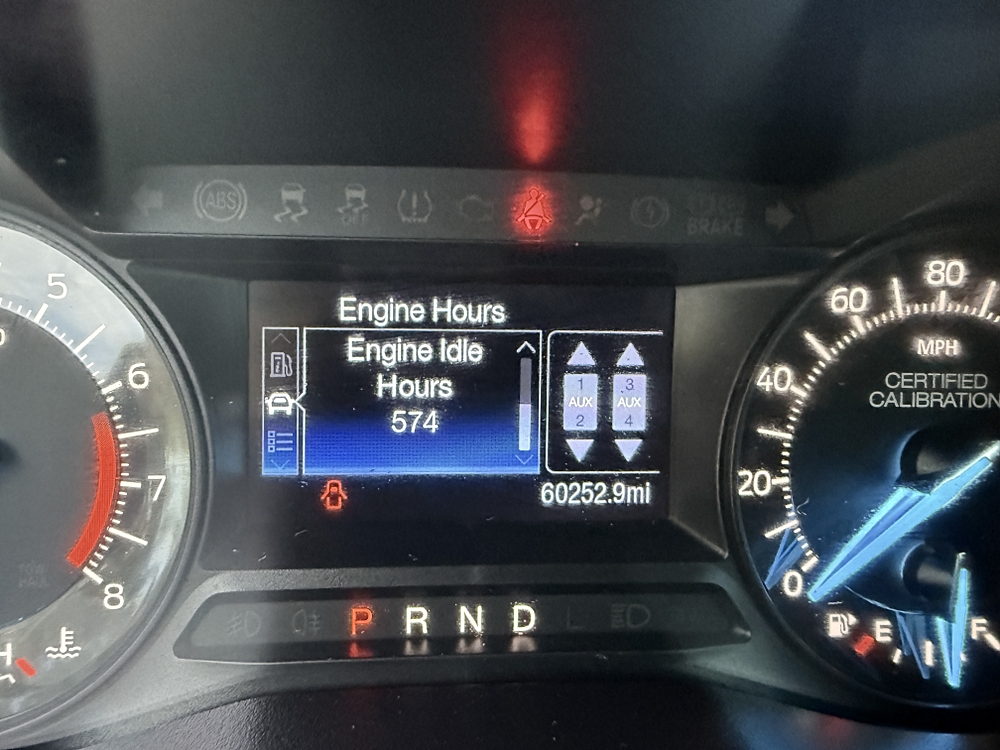 ABS
OFF
BRAKE
Engine Hours
Engine Idle
Hours
574
1 3
AUX AUX
2 4
60252.9mi
5
6
7
8
H
P R N D L
80
60
MPH
40
CERTIFIED
CALIBRATION
20
0
E F